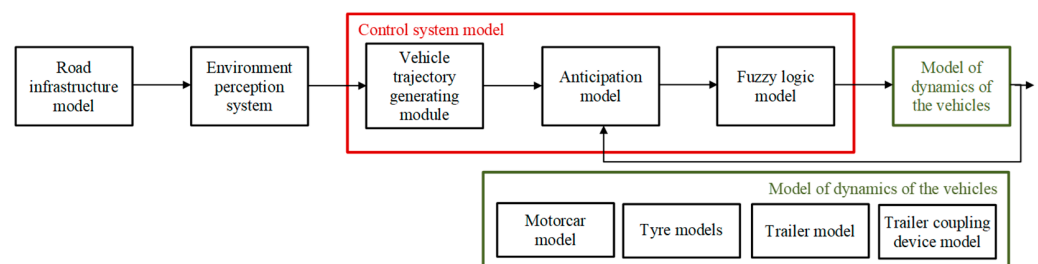 Control system model
Road
infrastructure
model
Environment
perception
system
Vehicle
trajectory
generating
module
Anticipation
model
Fuzzy logic
model
Model of
dynamics of
the vehicles
Model of dynamics of the vehicles
Motorcar
model
Tyre models
Trailer model
Trailer coupling
device model